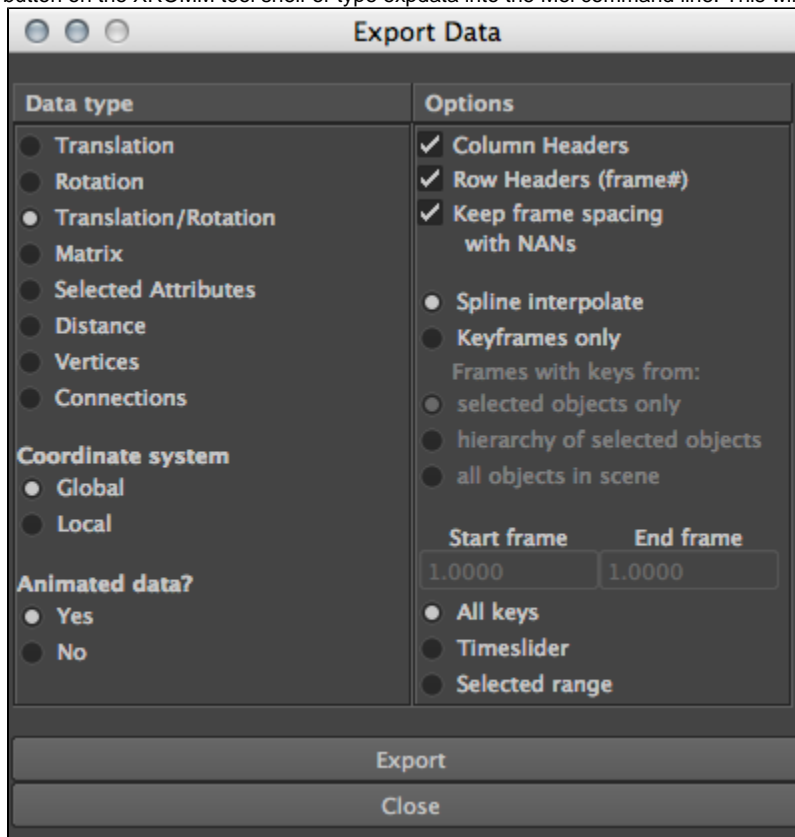 button on the XROMM tool shelf or type expdata into the Mel command line. This wi
Export Data
Data type
Translation
Rotation
Translation/Rotation
Matrix
Selected Attributes
Distance
Vertices
Connections
Coordinate system
Global
Local
Animated data?
Yes
No
Options
Column Headers
Row Headers (frame#)
Keep frame spacing
with NANs
Spline interpolate
Keyframes only
Frames with keys from:
selected objects only
hierarchy of selected objects
all objects in scene
Start frame End frame
1.0000 1.0000
All keys
Timeslider
Selected range
Export
Close